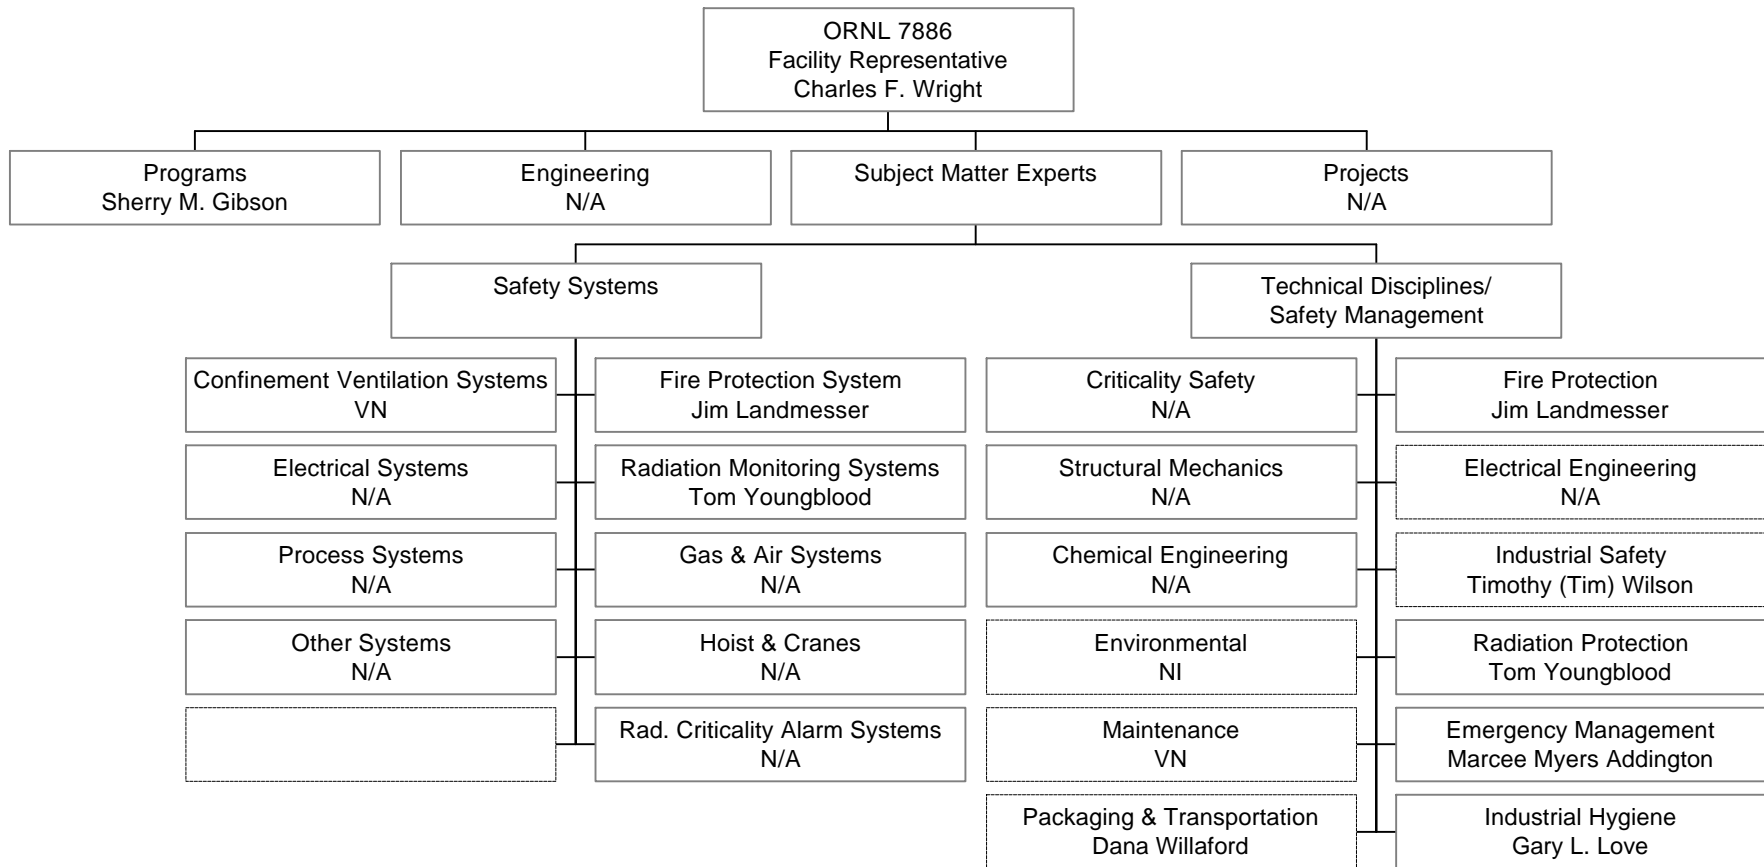 ORNL 7886
Facility Representative
Charles F. Wright
Programs
Sherry M. Gibson
Engineering
N/A
Subject Matter Experts
Projects
N/A
Safety Systems
Technical Disciplines/
Safety Management
Confinement Ventilation Systems
VN
Fire Protection System
Jim Landmesser
Criticality Safety
N/A
Fire Protection
Jim Landmesser
Electrical Systems
N/A
Radiation Monitoring Systems
Tom Youngblood
Structural Mechanics
N/A
Electrical Engineering
N/A
Process Systems
N/A
Gas & Air Systems
N/A
Chemical Engineering
N/A
Industrial Safety
Timothy (Tim) Wilson
Other Systems
N/A
Hoist & Cranes
N/A
Environmental
NI
Radiation Protection
Tom Youngblood
Rad. Criticality Alarm Systems
N/A
Maintenance
VN
Emergency Management
Marcee Myers Addington
Packaging & Transportation
Dana Willaford
Industrial Hygiene
Gary L. Love